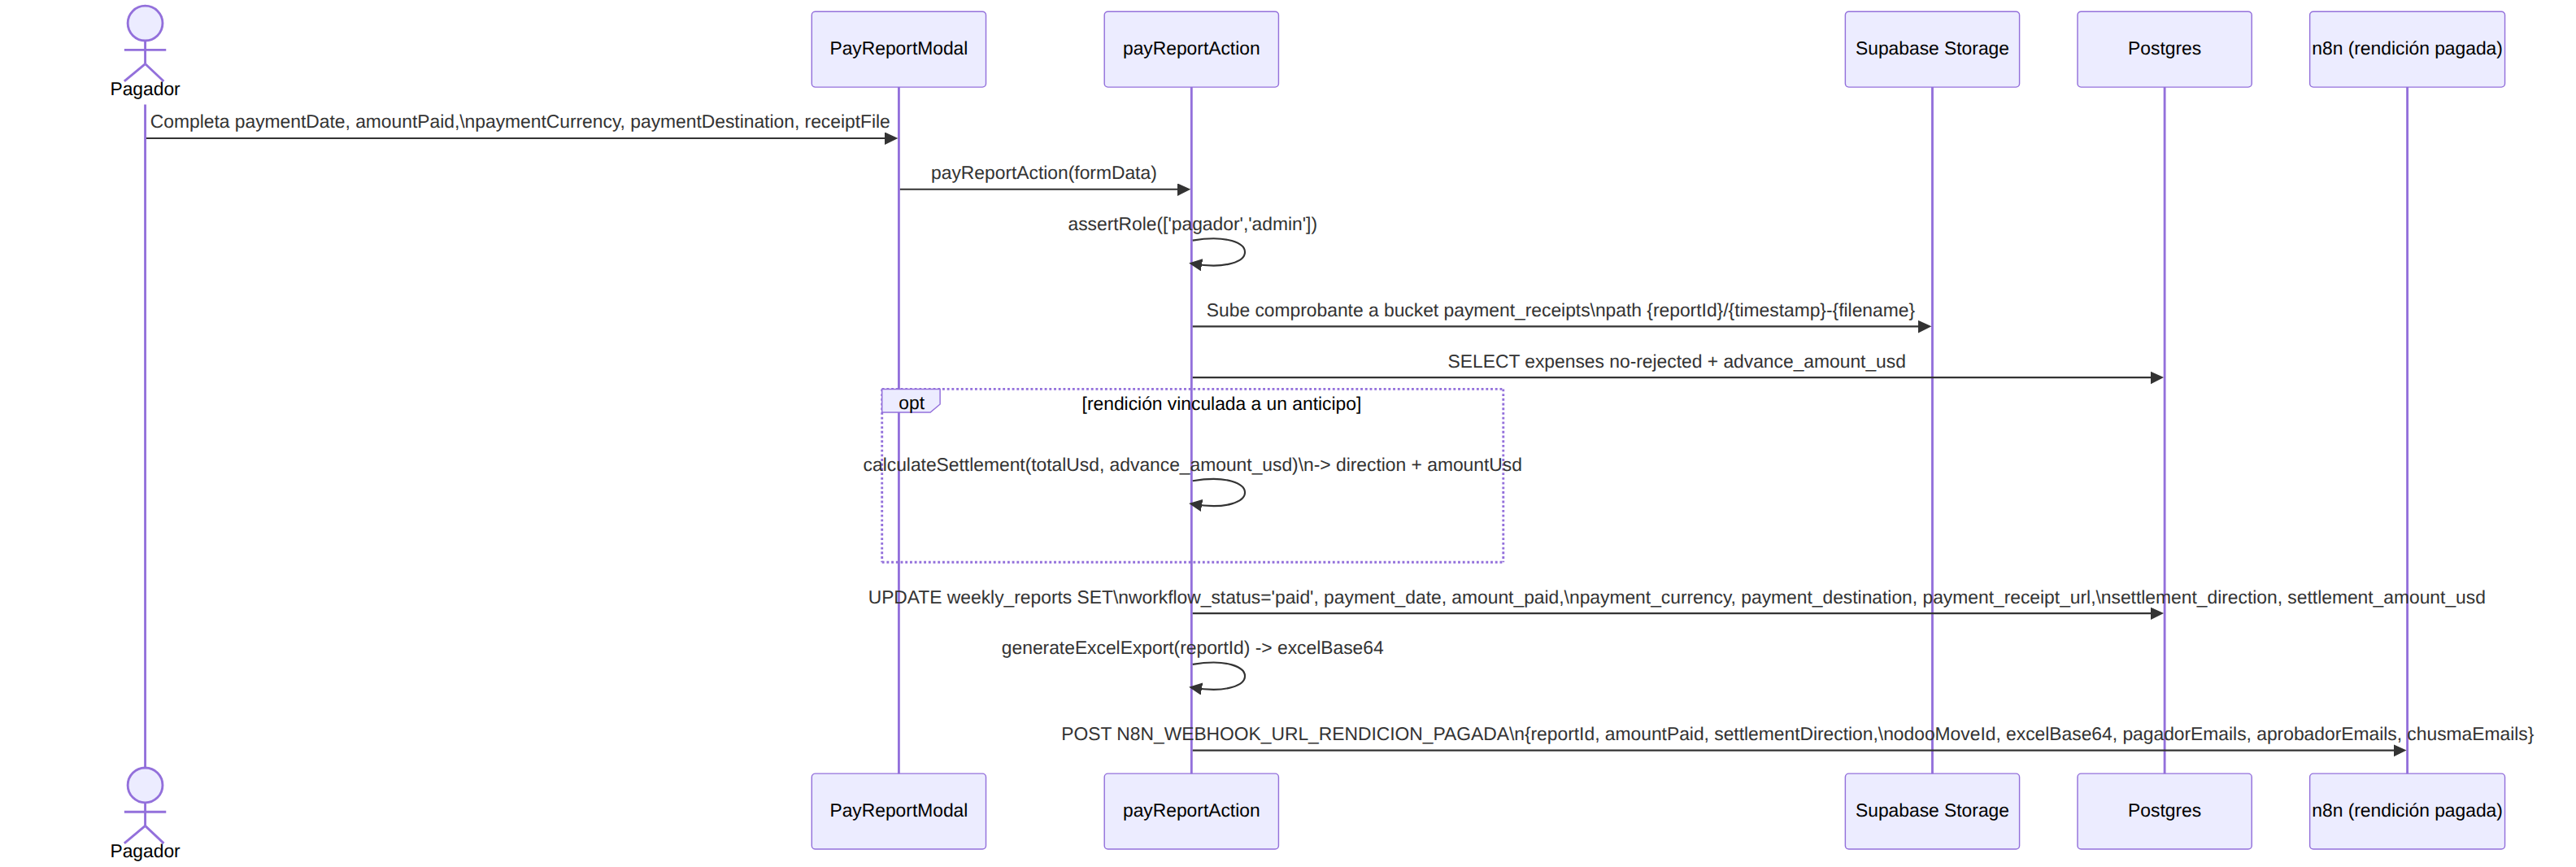 Pagador
PayReportModal
payReportAction
Supabase Storage
Postgres
n8n (rendición pagada)
Completa paymentDate, amountPaid,\npaymentCurrency, paymentDestination, receiptFile
payReportAction(formData)
assertRole(['pagador','admin'])
Sube comprobante a bucket payment_receipts\npath {reportId}/{timestamp}-{filename}
SELECT expenses no-rejected + advance_amount_usd
opt
[rendición vinculada a un anticipo]
calculateSettlement(totalUsd, advance_amount_usd)\n-> direction + amountUsd
UPDATE weekly_reports SET\nworkflow_status='paid', payment_date, amount_paid,\npayment_currency, payment_destination, payment_receipt_url,\nsettlement_direction, settlement_amount_usd
generateExcelExport(reportId) -> excelBase64
POST N8N_WEBHOOK_URL_RENDICION_PAGADA\n{reportId, amountPaid, settlementDirection,\nodooMoveId, excelBase64, pagadorEmails, aprobadorEmails, chusmaEmails}
Pagador
PayReportModal
payReportAction
Supabase Storage
Postgres
n8n (rendición pagada)